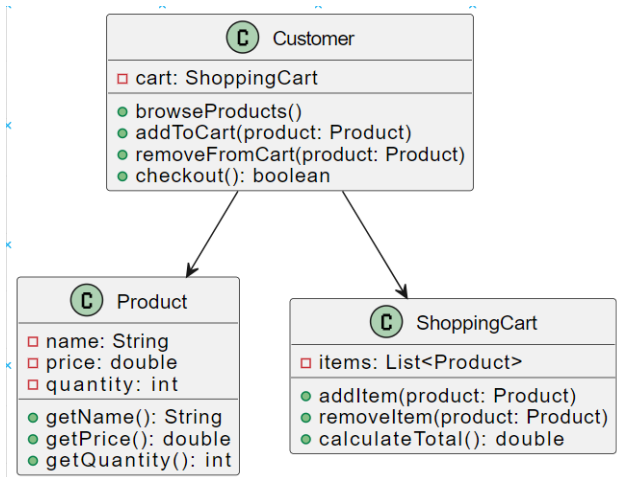 C Customer
cart: ShoppingCart
browseProducts()
addToCart(product: Product)
removeFromCart(product: Product)
checkout(): boolean
C Product
name: String
price: double
quantity: int
getName(): String
getPrice(): double
getQuantity(): int
C ShoppingCart
items: List<Product>
addItem(product: Product)
removeItem(product: Product)
calculateTotal(): double